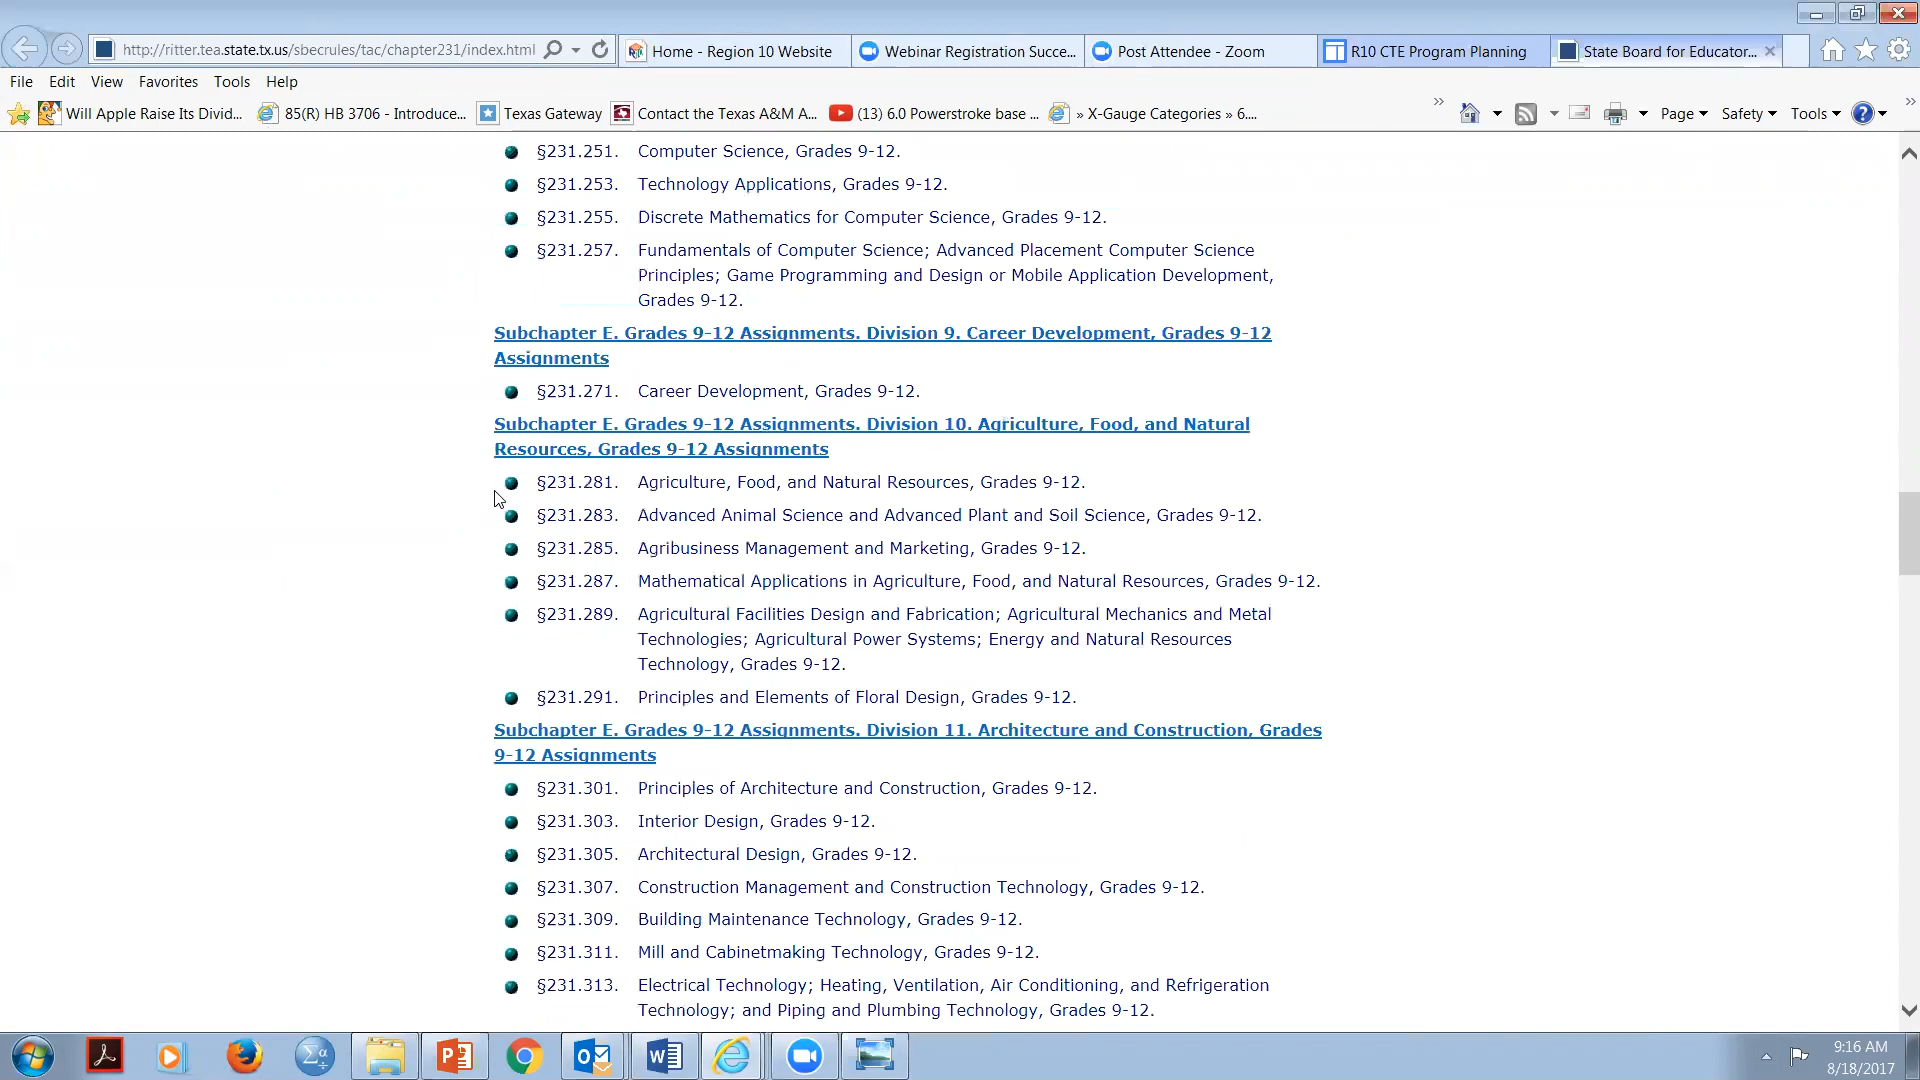 http://ritter.tea.state.tx.us/sbecrules/tac/chapter231/index.html
Home - Region 10 Website
Webinar Registration Succe...
Post Attendee - Zoom
R10 CTE Program Planning
State Board for Educator...
File Edit View Favorites Tools Help
Will Apple Raise Its Divid...
85(R) HB 3706 - Introduce...
Texas Gateway
Contact the Texas A&M A...
(13) 6.0 Powerstroke base ...
» X-Gauge Categories » 6....
Page
Safety
Tools
§231.251. Computer Science, Grades 9-12.
§231.253. Technology Applications, Grades 9-12.
§231.255. Discrete Mathematics for Computer Science, Grades 9-12.
§231.257. Fundamentals of Computer Science; Advanced Placement Computer Science
Principles; Game Programming and Design or Mobile Application Development,
Grades 9-12.
Subchapter E. Grades 9-12 Assignments. Division 9. Career Development, Grades 9-12
Assignments
§231.271. Career Development, Grades 9-12.
Subchapter E. Grades 9-12 Assignments. Division 10. Agriculture, Food, and Natural
Resources, Grades 9-12 Assignments
§231.281. Agriculture, Food, and Natural Resources, Grades 9-12.
§231.283. Advanced Animal Science and Advanced Plant and Soil Science, Grades 9-12.
§231.285. Agribusiness Management and Marketing, Grades 9-12.
§231.287. Mathematical Applications in Agriculture, Food, and Natural Resources, Grades 9-12.
§231.289. Agricultural Facilities Design and Fabrication; Agricultural Mechanics and Metal
Technologies; Agricultural Power Systems; Energy and Natural Resources
Technology, Grades 9-12.
§231.291. Principles and Elements of Floral Design, Grades 9-12.
Subchapter E. Grades 9-12 Assignments. Division 11. Architecture and Construction, Grades
9-12 Assignments
§231.301. Principles of Architecture and Construction, Grades 9-12.
§231.303. Interior Design, Grades 9-12.
§231.305. Architectural Design, Grades 9-12.
§231.307. Construction Management and Construction Technology, Grades 9-12.
§231.309. Building Maintenance Technology, Grades 9-12.
§231.311. Mill and Cabinetmaking Technology, Grades 9-12.
§231.313. Electrical Technology; Heating, Ventilation, Air Conditioning, and Refrigeration
Technology; and Piping and Plumbing Technology, Grades 9-12.
9:16 AM
8/18/2017